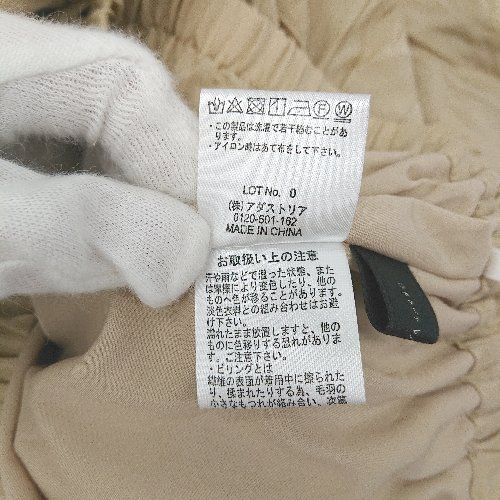 ・この製品は洗濯で若干縮むことがあ
ります。
・アイロン時はあて布をして下さい。
LOT No. 0
(株)アダストリア
0120-601-162
MADE IN CHINA
お取扱い上の注意
汗や雨などで湿った状態、また
は摩擦により変色したり、他の
ものへ色が移ることがあります。
淡色衣料との組み合わせはお
濡れたまま放置しますと、他の
ものに色移りする恐れがありま
す。ご注意下さい。
・ピリングとは
繊維の表面が着用中に擦られた
り、揉まれたりする為、毛羽の
小さなもつれが絡み合い、次第